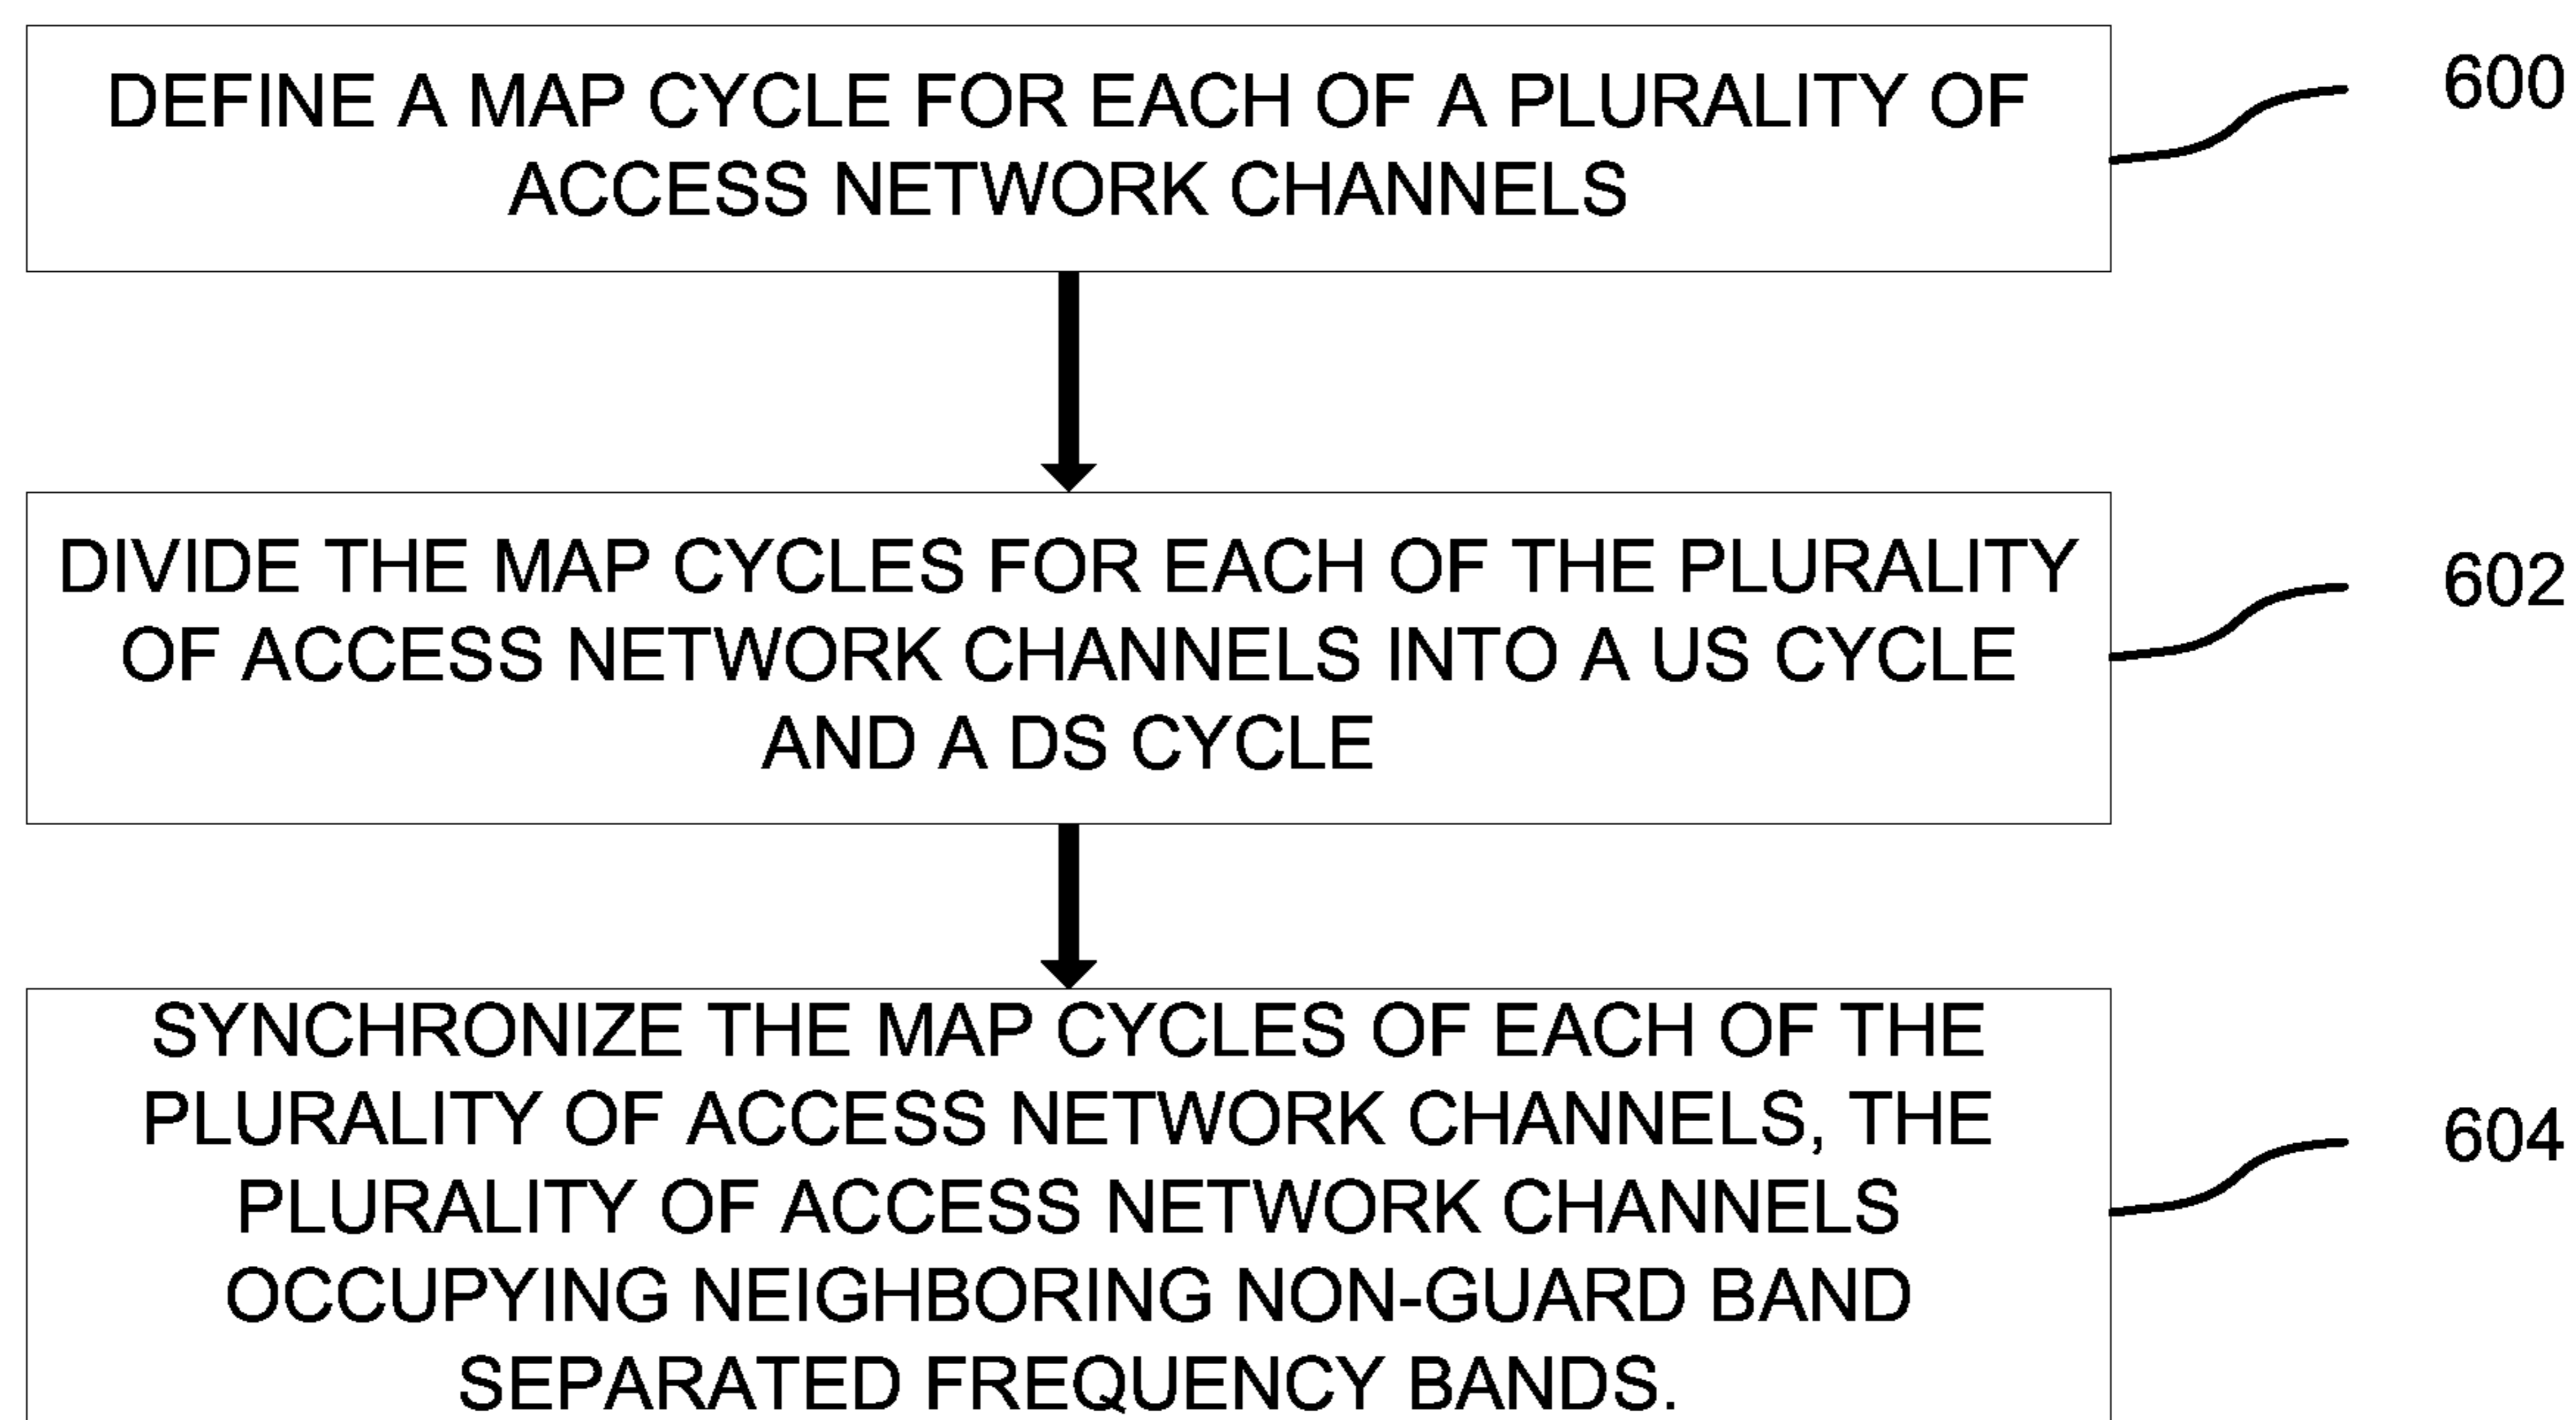 DEFINE A MAP CYCLE FOR EACH OF A PLURALITY OF
ACCESS NETWORK CHANNELS
600
DIVIDE THE MAP CYCLES FOR EACH OF THE PLURALITY
OF ACCESS NETWORK CHANNELS INTO A US CYCLE
AND A DS CYCLE
602
SYNCHRONIZE THE MAP CYCLES OF EACH OF THE
PLURALITY OF ACCESS NETWORK CHANNELS, THE
PLURALITY OF ACCESS NETWORK CHANNELS
OCCUPYING NEIGHBORING NON-GUARD BAND
SEPARATED FREQUENCY BANDS.
604